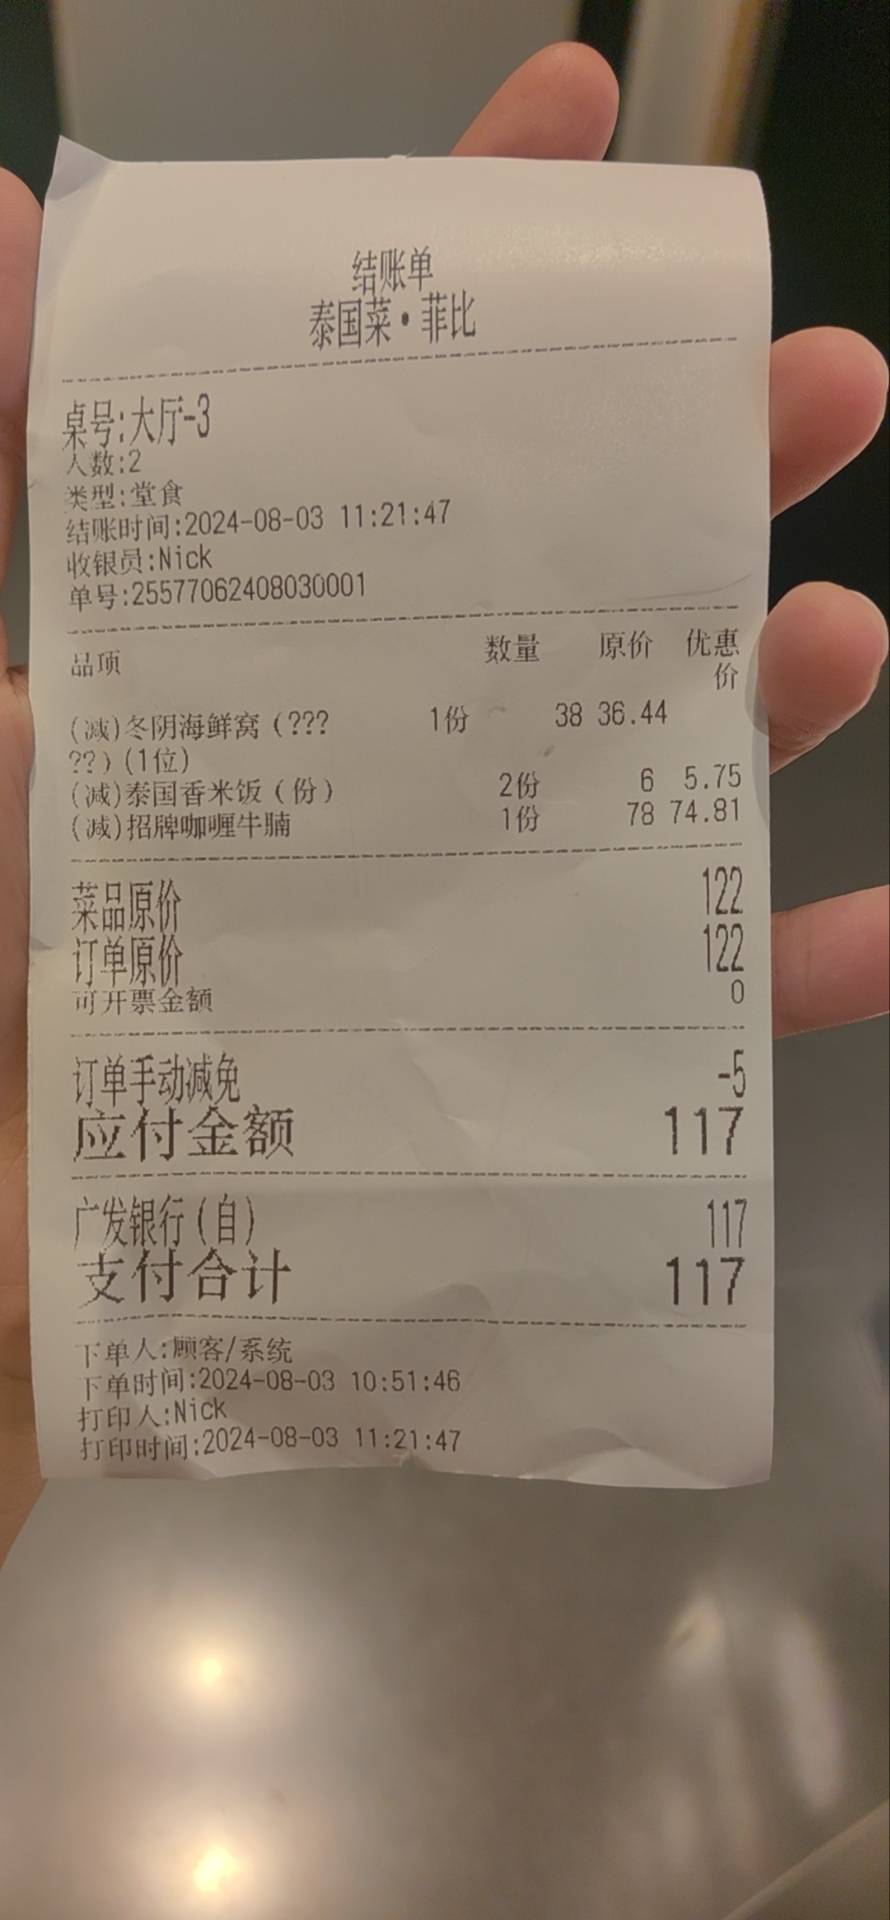 结账单
泰国菜·菲比
桌号:大厅-3
人数:2
类型:堂食
结账时间:2024-08-03 11:21:47
收银员:Nick
单号:25577062408030001
品项 数量 原价 优惠
价
(减)冬阴海鲜窝(??? 1份 38 36.44
??)(1位)
(减)泰国香米饭(份) 2份 6 5.75
(减)招牌咖喱牛腩 1份 78 74.81
菜品原价 122
订单原价 122
可开票金额 0
订单手动减免 -5
应付金额 117
广发银行(自) 117
支付合计 117
下单人:顾客/系统
下单时间:2024-08-03 10:51:46
打印人:Nick
打印时间:2024-08-03 11:21:47